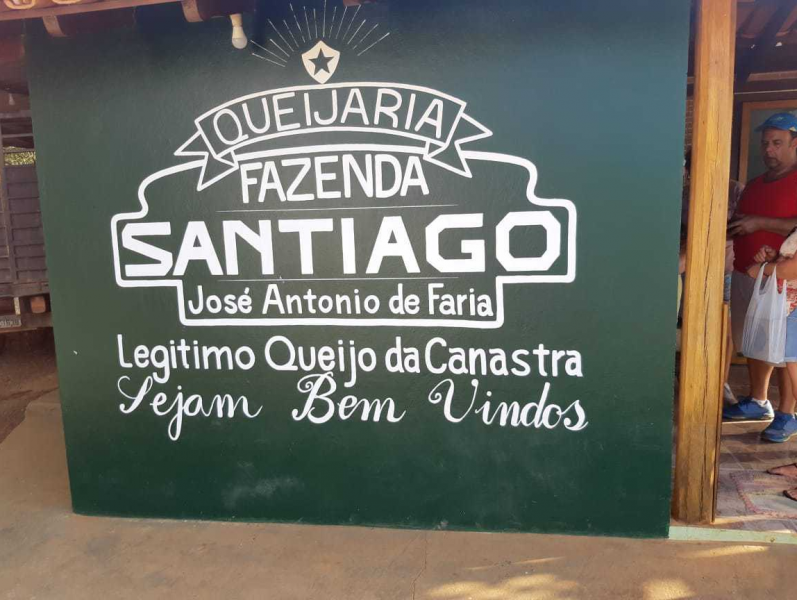 QUEIJARIA
FAZENDA
SANTIAGO
José Antonio de Faria
Legitimo Queijo da Canastra
Sejam Bem Vindos